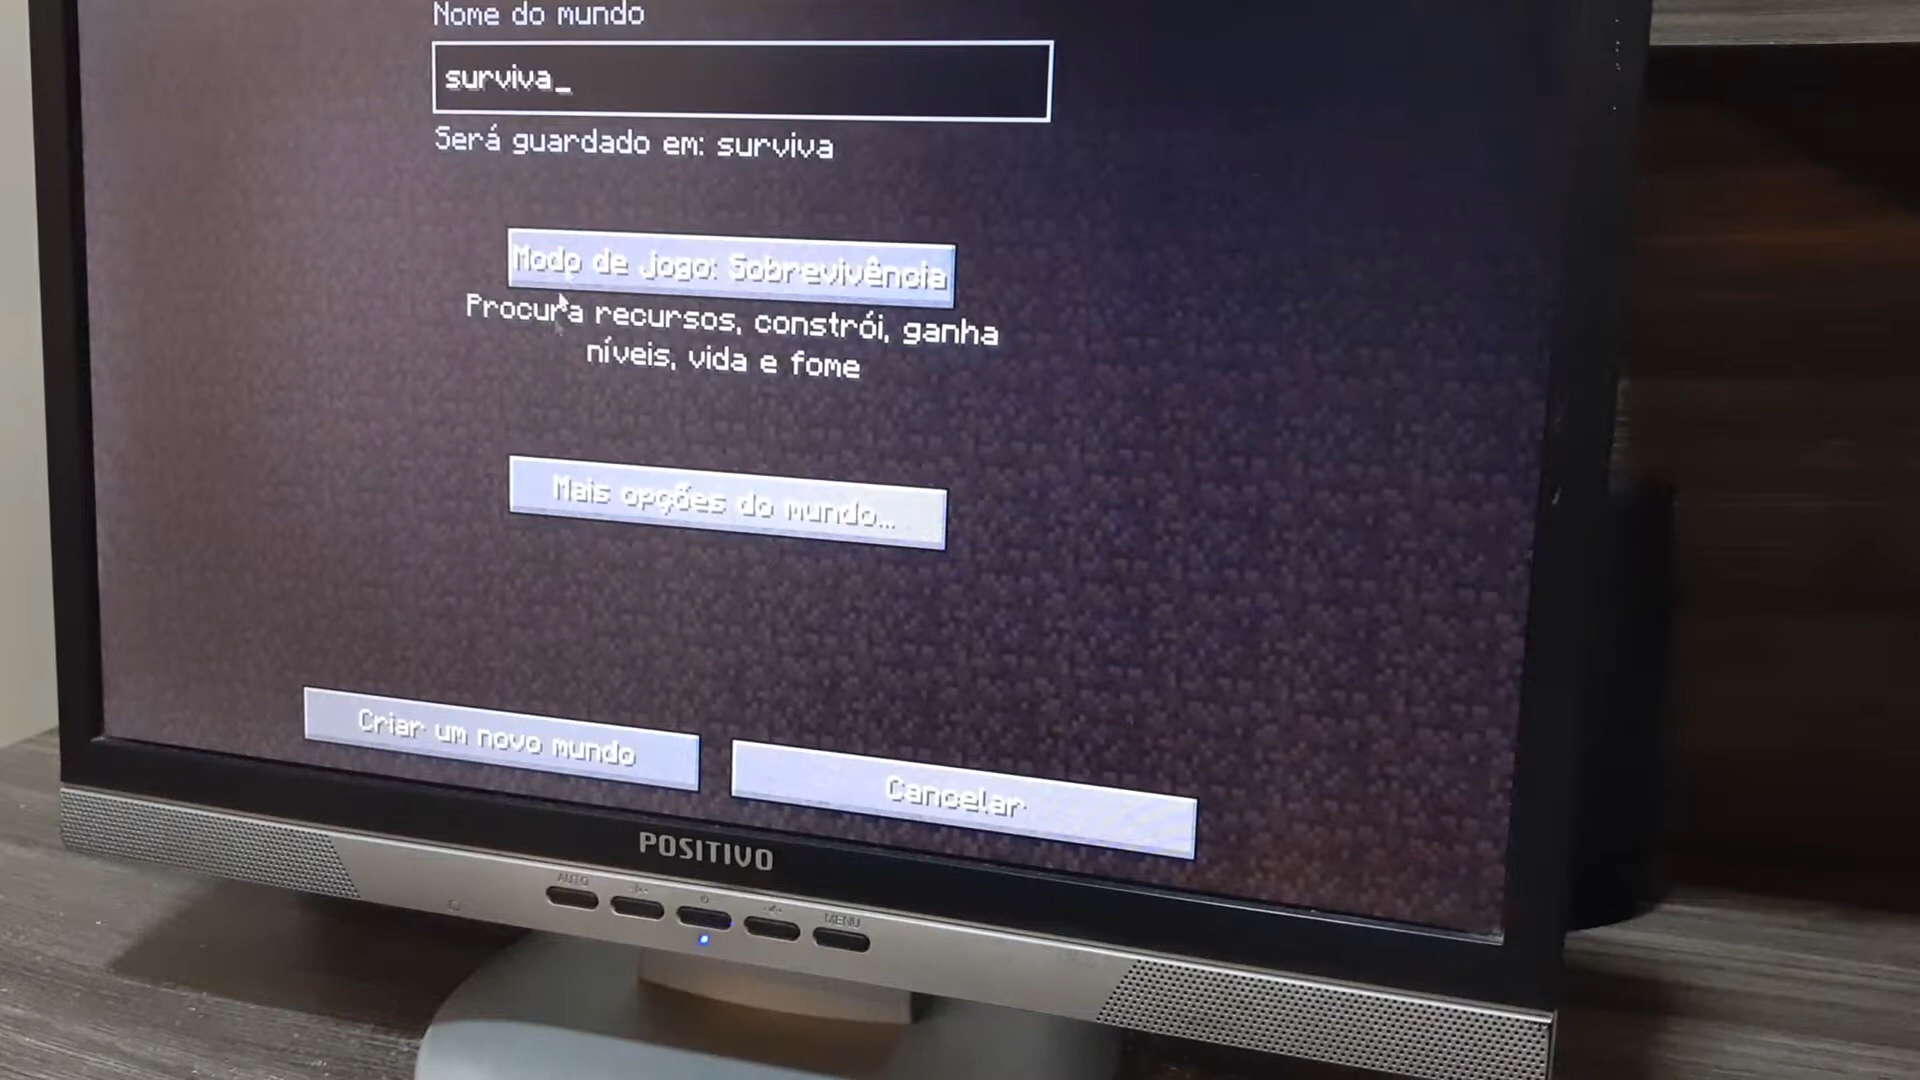 Nome do mundo
surviva_
Será guardado em: surviva
Modo de jogo: Sobrevivência
Procura recursos, constrói, ganha
níveis, vida e fome
Mais opções do mundo...
Criar um novo mundo
Cancelar
POSITIVO
AUTO
MENU